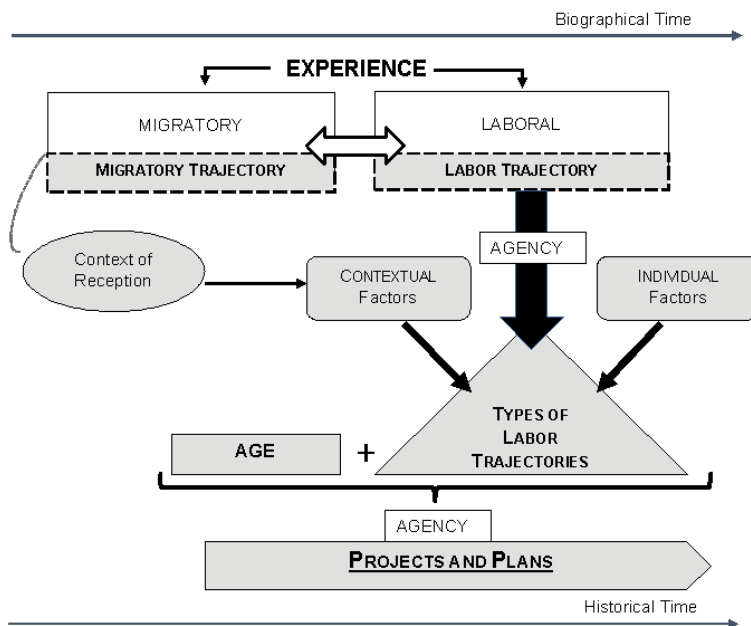 Biographical Time
EXPERIENCE
MIGRATORY
LABORAL
MIGRATORY TRAJECTORY
LABOR TRAJECTORY
AGENCY
Context of
Reception
CONTEXTUAL
Factors
INDIVIDUAL
Factors
TYPES OF
LABOR
TRAJECTORIES
AGE
+
AGENCY
PROJECTS AND PLANS
Historical Time